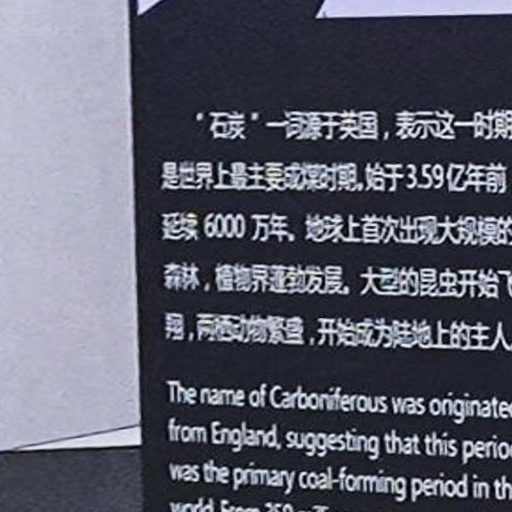 “石炭”一词源于英国，表示这一时期
是世界上最主要成煤时期。始于3.59亿年前
延续 6000 万年。地球上首次出现大规模的
森林，植物界蓬勃发展。大型的昆虫开始飞
翔，两栖动物繁盛，开始成为陆地上的主人
The name of Carboniferous was originated
from England, suggesting that this period
was the primary coal-forming period in th
world. From 359